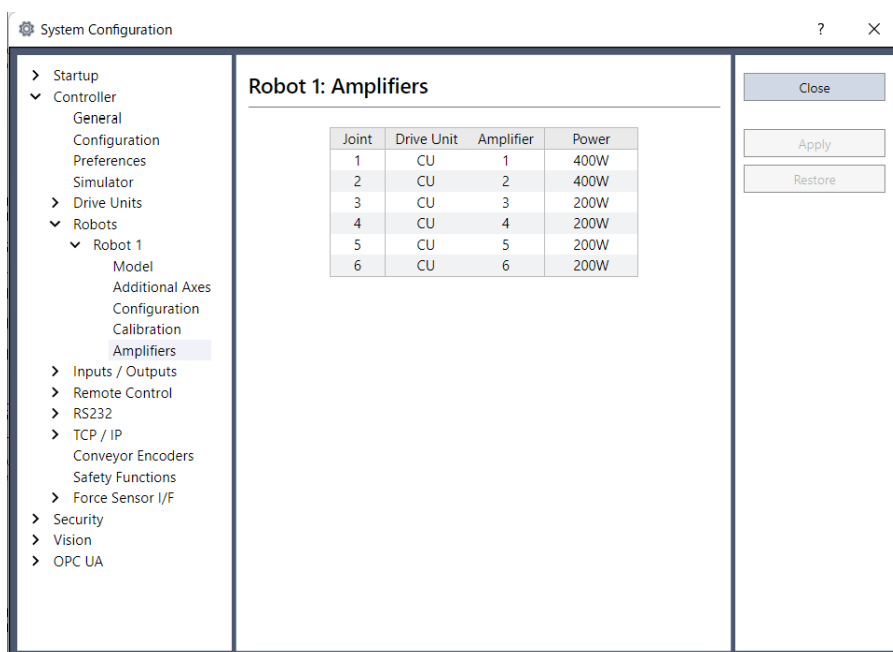 System Configuration
?
Startup
Controller
General
Configuration
Preferences
Simulator
Drive Units
Robots
Robot 1
Model
Additional Axes
Configuration
Calibration
Amplifiers
Inputs / Outputs
Remote Control
RS232
TCP / IP
Conveyor Encoders
Safety Functions
Force Sensor I/F
Security
Vision
OPC UA
Robot 1: Amplifiers
Joint Drive Unit Amplifier Power
1 CU 1 400W
2 CU 2 400W
3 CU 3 200W
4 CU 4 200W
5 CU 5 200W
6 CU 6 200W
Close
Apply
Restore